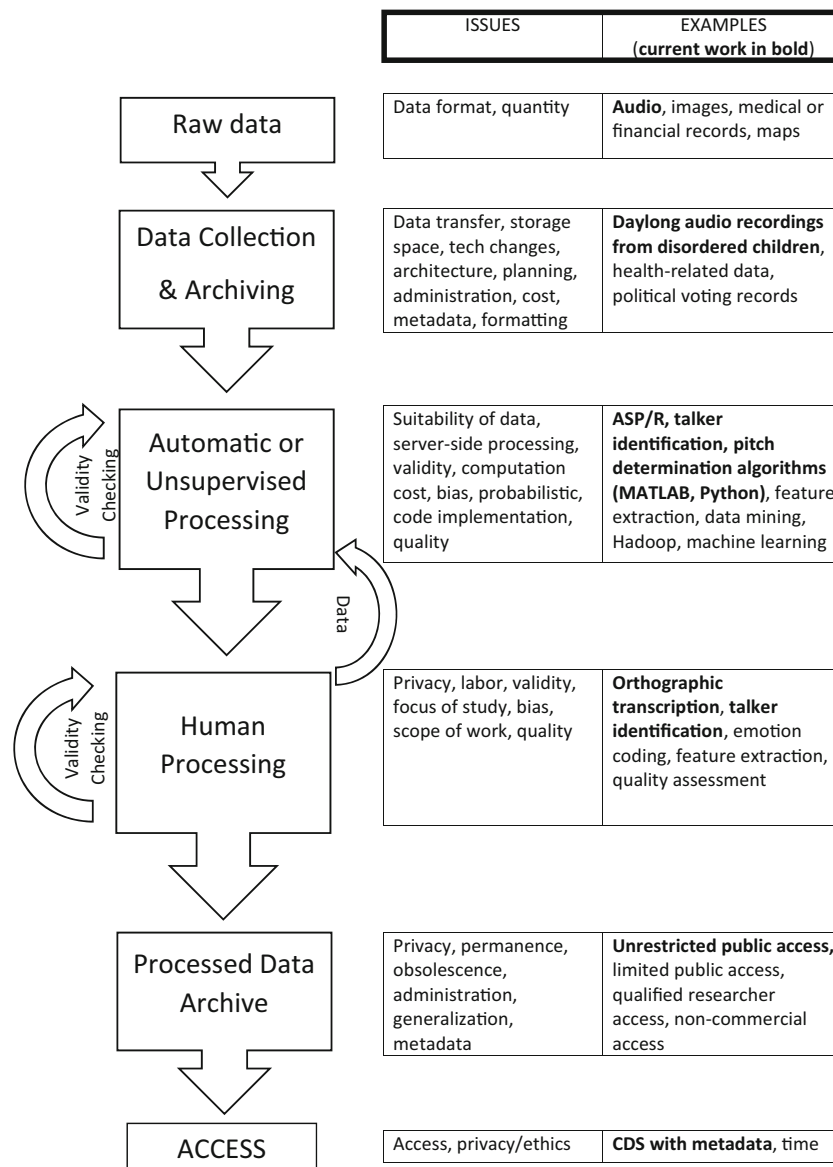 ISSUES
EXAMPLES
(current work in bold)
Raw data
Data format, quantity
Audio, images, medical or
financial records, maps
Data Collection
& Archiving
Data transfer, storage
space, tech changes,
architecture, planning,
administration, cost,
metadata, formatting
Daylong audio recordings
from disordered children,
health-related data,
political voting records
Validity
Checking
Automatic or
Unsupervised
Processing
Suitability of data,
server-side processing,
validity, computation
cost, bias, probabilistic,
code implementation,
quality
ASP/R, talker
identification, pitch
determination algorithms
(MATLAB, Python), feature
extraction, data mining,
Hadoop, machine learning
Data
Validity
Checking
Human
Processing
Privacy, labor, validity,
focus of study, bias,
scope of work, quality
Orthographic
transcription, talker
identification, emotion
coding, feature extraction,
quality assessment
Processed Data
Archive
Privacy, permanence,
obsolescence,
administration,
generalization,
metadata
Unrestricted public access,
limited public access,
qualified researcher
access, non-commercial
access
ACCESS
Access, privacy/ethics
CDS with metadata, time